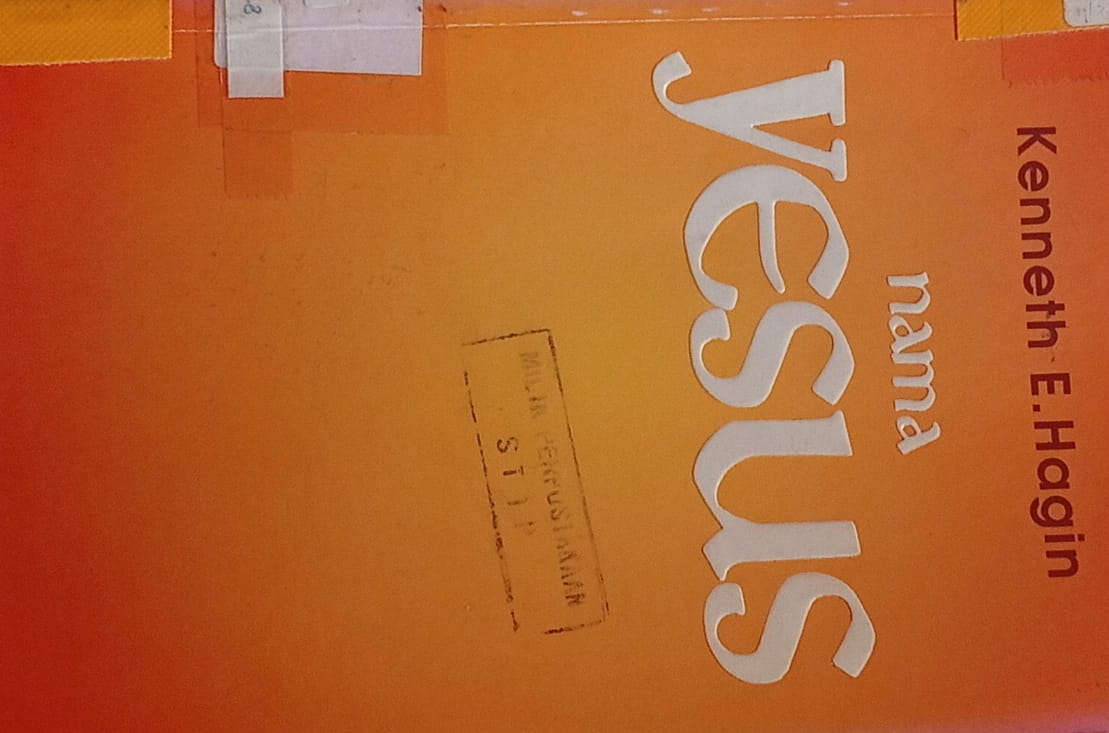 Kenneth E.Hagin
nama
yesus
MILIK PERPUSTAKAAN